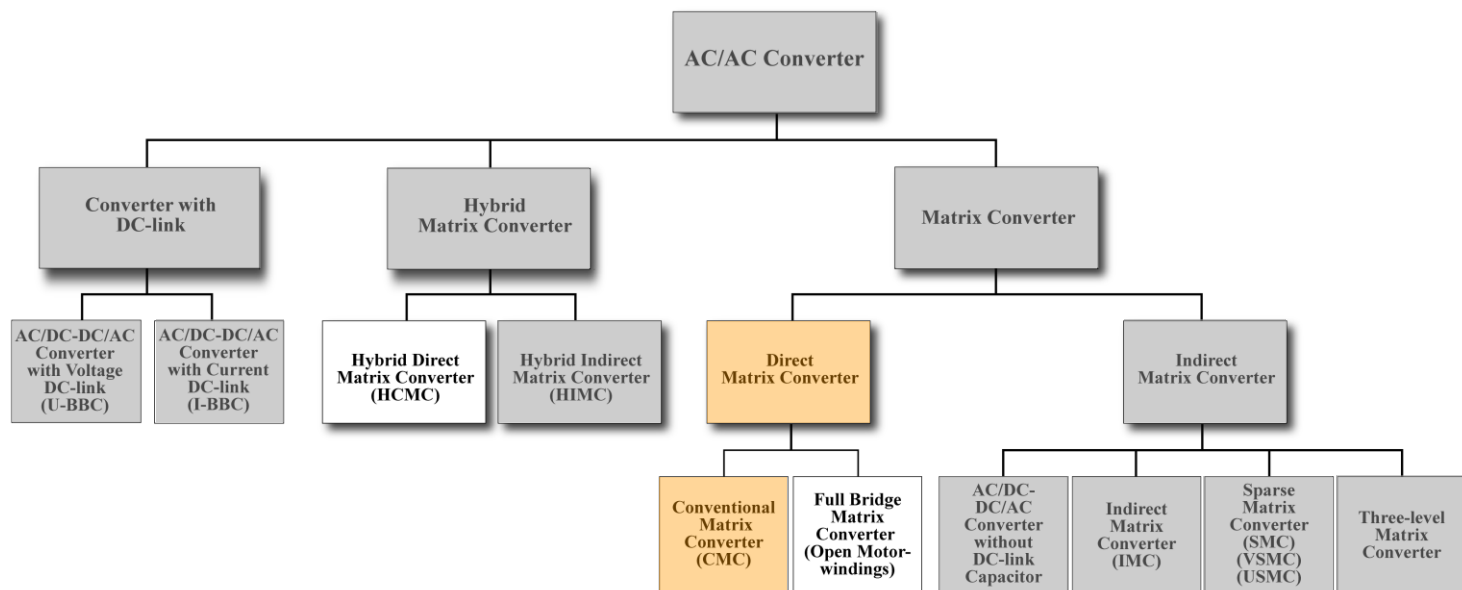 AC/AC Converter
Converter with
DC-link
Hybrid
Matrix Converter
Matrix Converter
AC/DC-DC/AC
Converter
with Voltage
DC-link
(U-BBC)
AC/DC-DC/AC
Converter
with Current
DC-link
(I-BBC)
Hybrid Direct
Matrix Converter
(HCMC)
Hybrid Indirect
Matrix Converter
(HIMC)
Direct
Matrix Converter
Indirect
Matrix Converter
Conventional
Matrix
Converter
(CMC)
Full Bridge
Matrix
Converter
(Open Motor-
windings)
AC/DC-
DC/AC
Converter
without
DC-link
Capacitor
Indirect
Matrix
Converter
(IMC)
Sparse
Matrix
Converter
(SMC)
(VSMC)
(USMC)
Three-level
Matrix
Converter